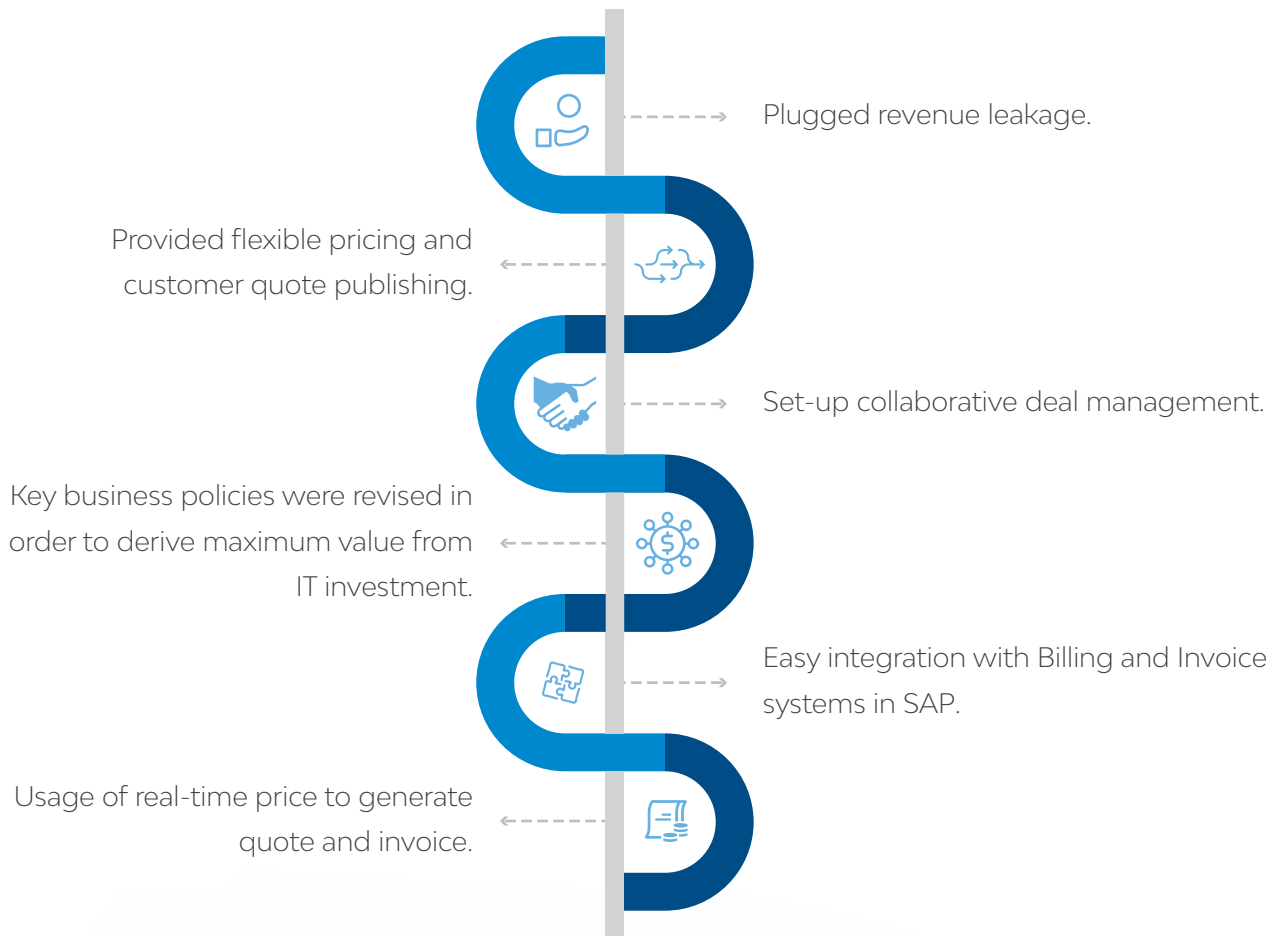 Plugged revenue leakage.
Provided flexible pricing and
customer quote publishing.
Set-up collaborative deal management.
Key business policies were revised in
order to derive maximum value from
IT investment.
Easy integration with Billing and Invoice
systems in SAP.
Usage of real-time price to generate
quote and invoice.